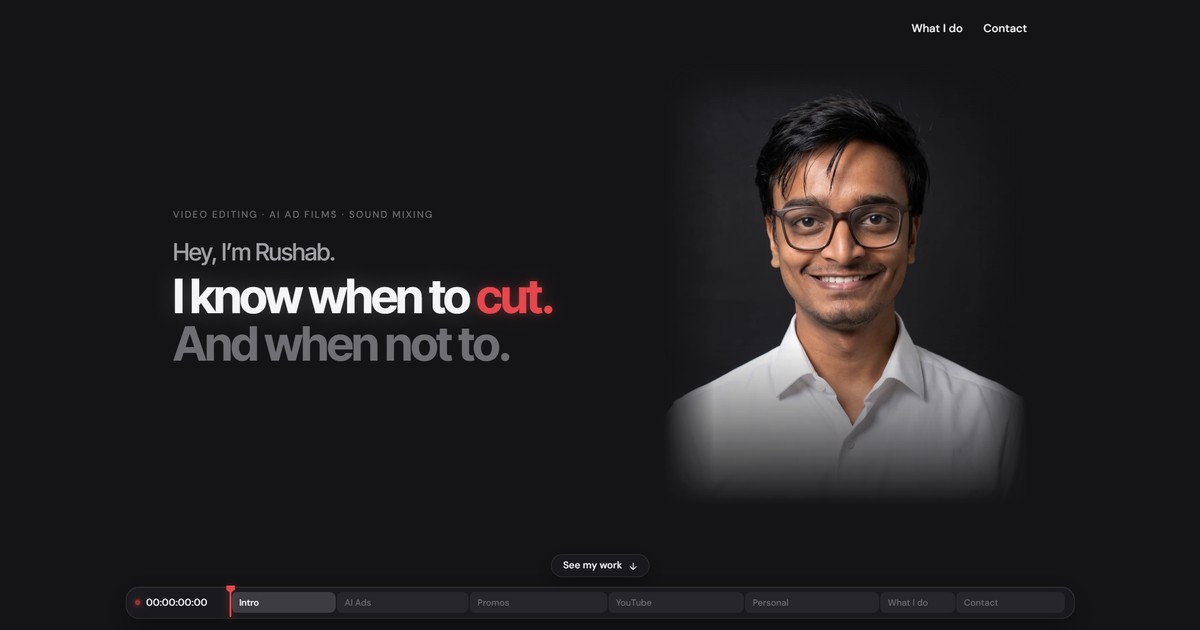 What I do
Contact
VIDEO EDITING · AI AD FILMS · SOUND MIXING
Hey, I’m Rushab.
I know when to cut.
And when not to.
See my work ↓
00:00:00:00
Intro
AI Ads
Promos
YouTube
Personal
What I do
Contact